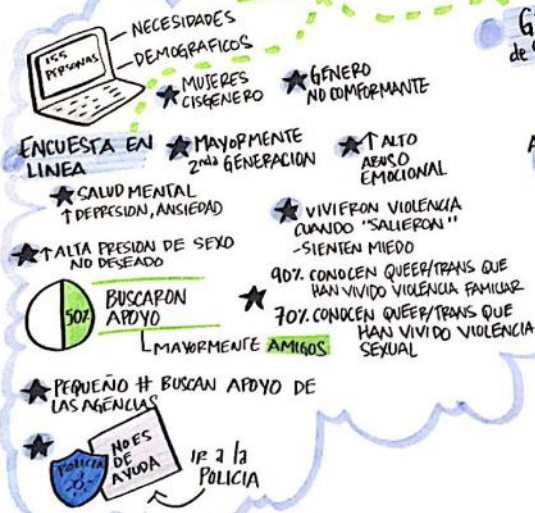 155
PERSONAS
NECESIDADES
DEMOGRAFICOS
MUJERES
CISGENERO
GÉNERO
NO COMFORMANTE
ENCUESTA EN
LINEA
MAYORMENTE
2nda GENERACION
↑ ALTO
ABUSO
EMOCIONAL
SALUD MENTAL
↑ DEPRESION, ANSIEDAD
VIVIERON VIOLENCIA
CUANDO "SALIERON"
-SIENTEN MIEDO
↑ ALTA PRESION DE SEXO
NO DESEADO
90% CONOCEN QUEER/TRANS QUE
HAN VIVIDO VIOLENCIA FAMILIAR
70% CONOCEN QUEER/TRANS QUE
HAN VIVIDO VIOLENCIA
SEXUAL
50%
BUSCARON
APOYO
MAYORMENTE AMIGOS
PEQUEÑO # BUSCAN APOYO DE
LAS AGENCIAS
POLICIA
NO ES
DE
AYUDA
IR a la
POLICIA
de